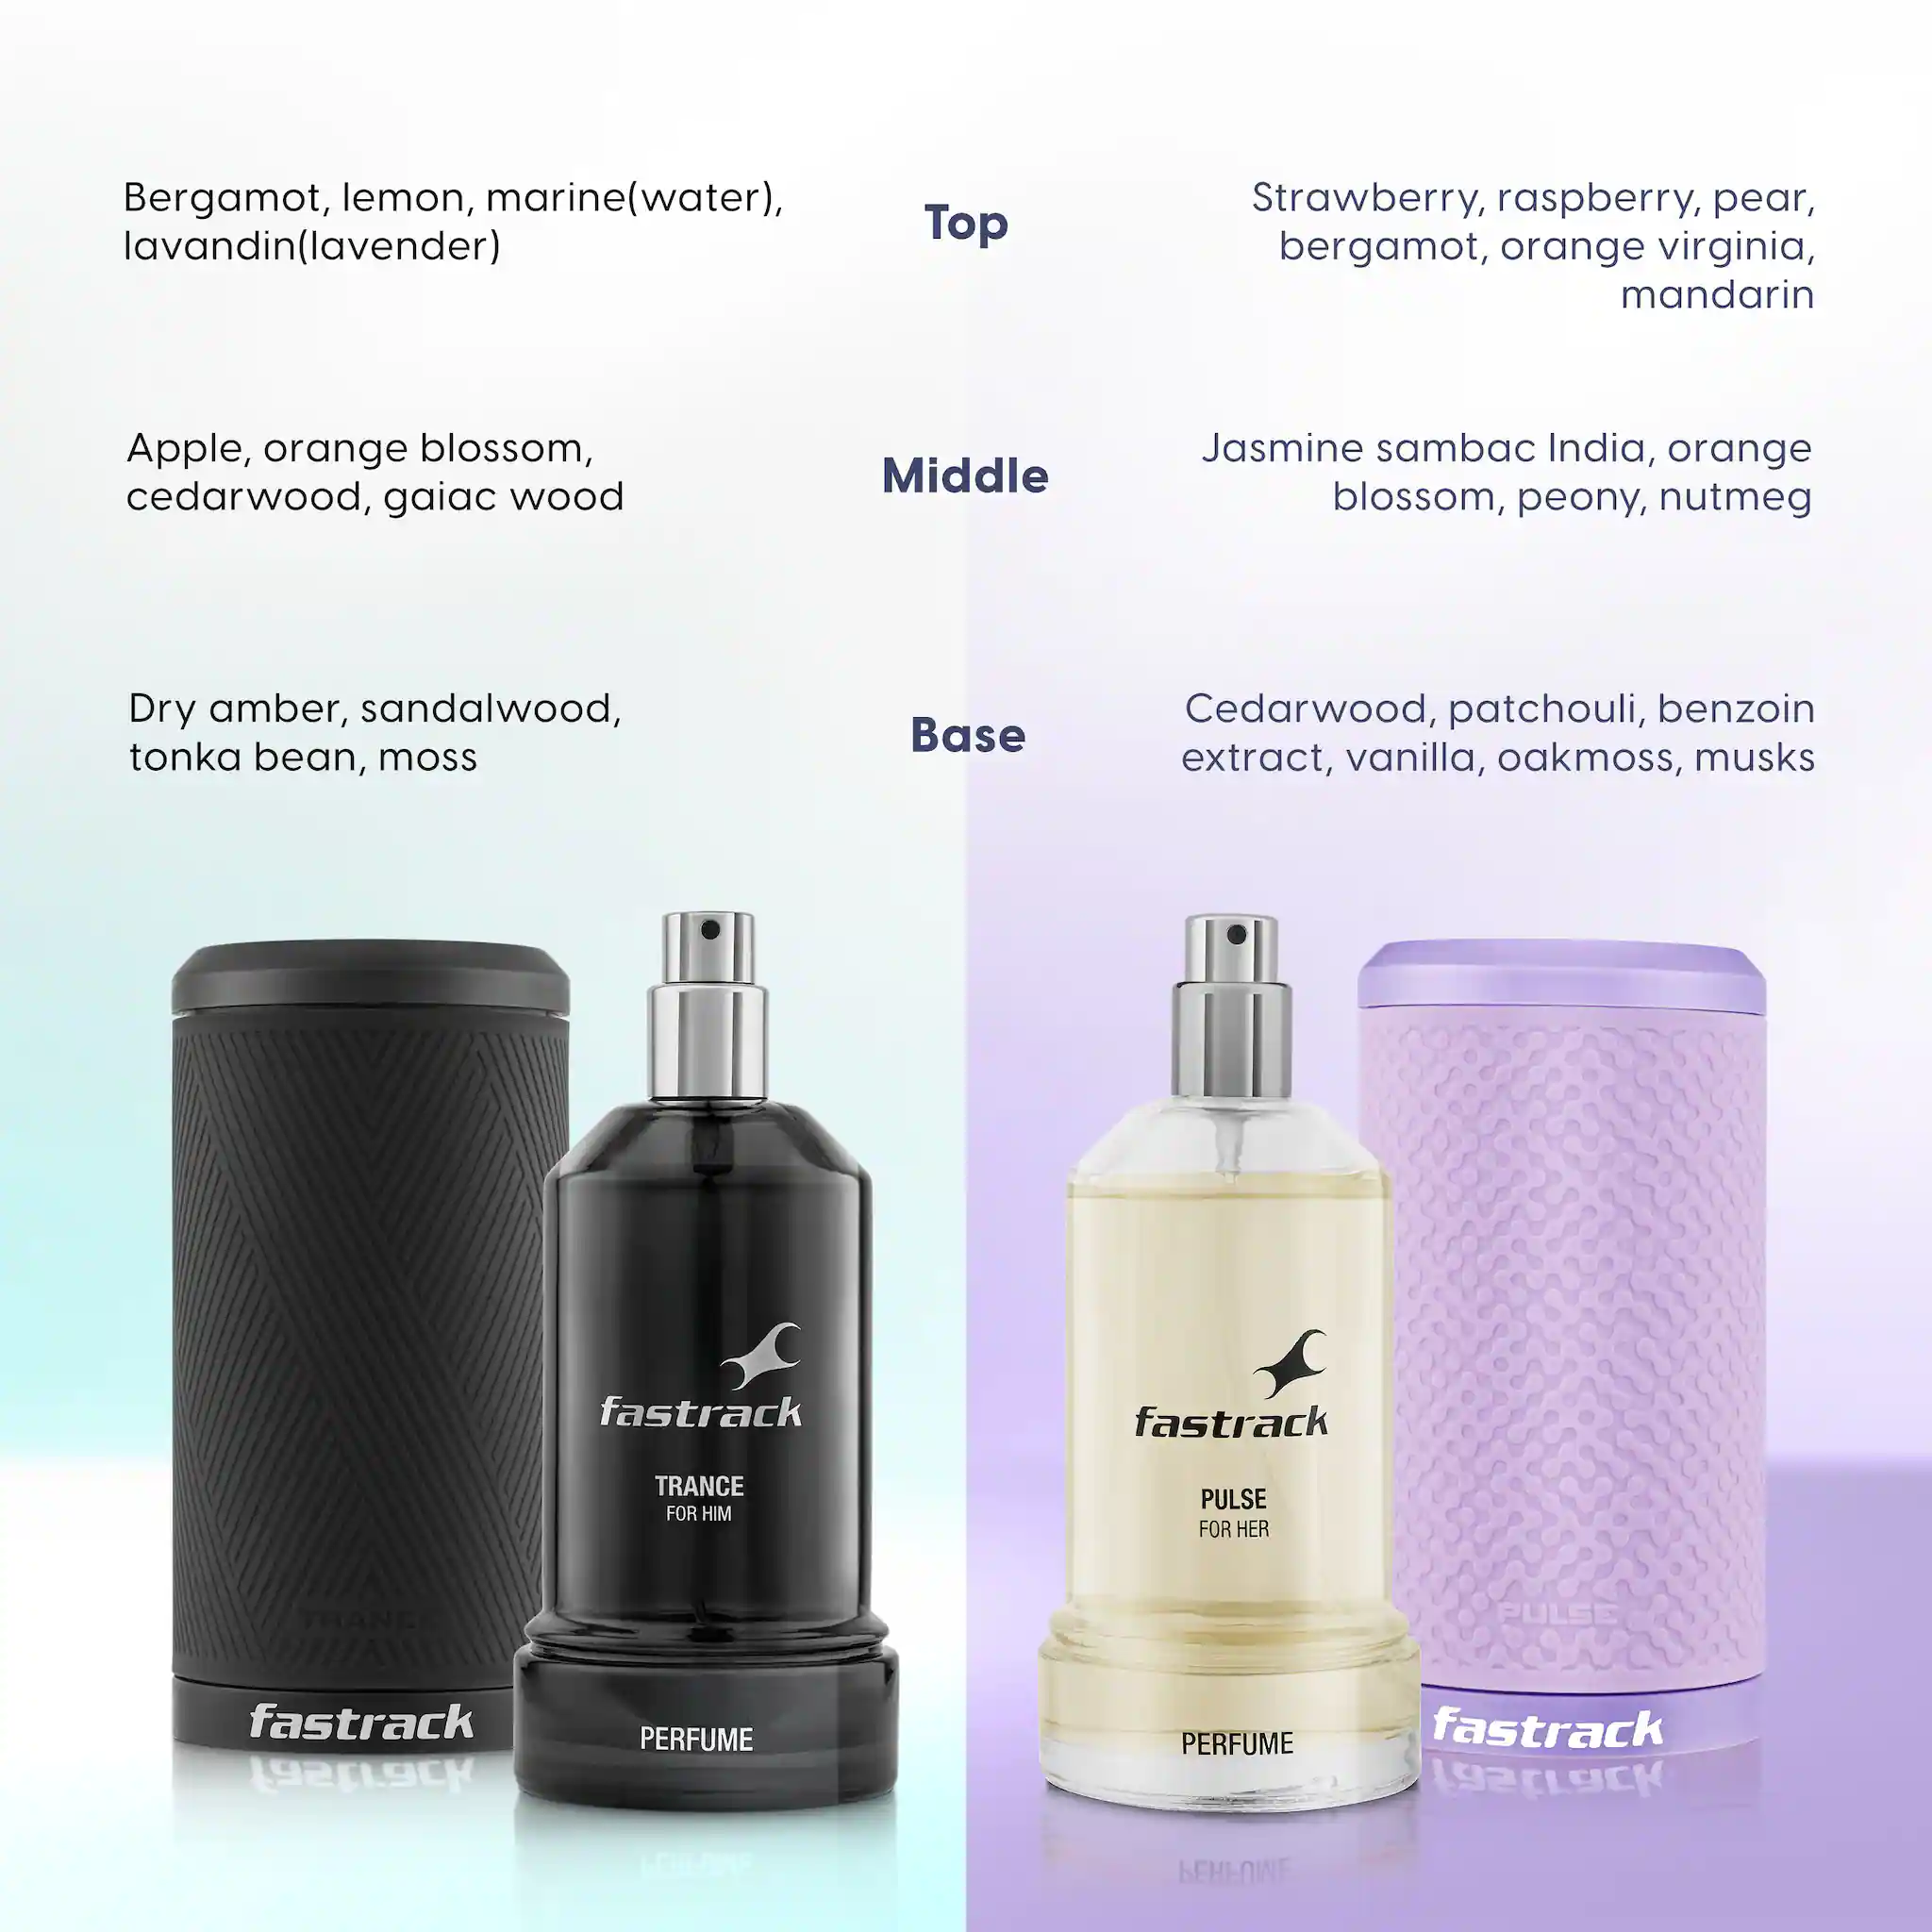 Bergamot, lemon, marine(water),
lavandin(lavender)
Top
Strawberry, raspberry, pear,
bergamot, orange virginia,
mandarin
Apple, orange blossom,
cedarwood, gaiac wood
Middle
Jasmine sambac India, orange
blossom, peony, nutmeg
Dry amber, sandalwood,
tonka bean, moss
Base
Cedarwood, patchouli, benzoin
extract, vanilla, oakmoss, musks
fastrack
TRANCE
FOR HIM
PERFUME
fastrack
fastrack
PULSE
FOR HER
PERFUME
PULSE
fastrack